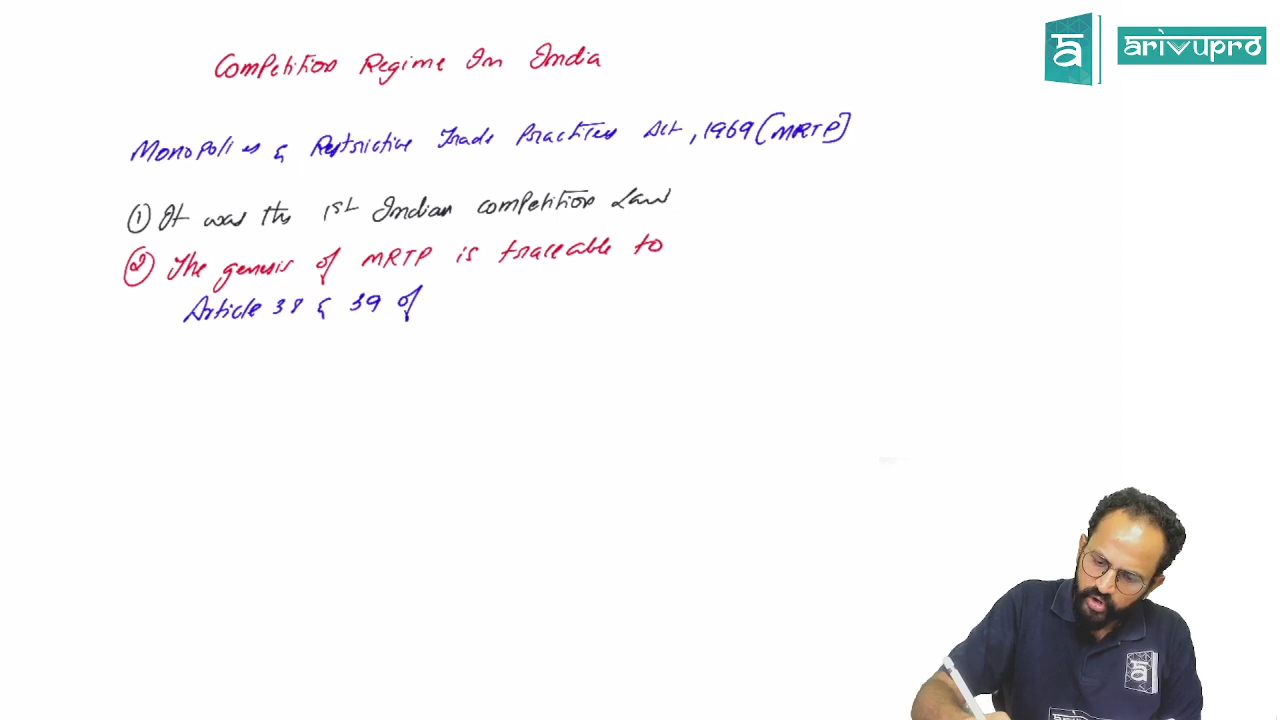 Competition Regime In India
arivupro
Monopolies & Restrictive Trade Practices Act, 1969 (MRTP)
① It was the 1st Indian competition Law
② The genesis of MRTP is traceable to
Article 38 & 39 of